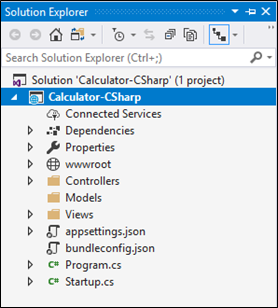 Solution Explorer
Search Solution Explorer (Ctrl+;)
Solution 'Calculator-CSharp' (1 project)
Calculator-CSharp
Connected Services
Dependencies
Properties
wwwroot
Controllers
Models
Views
appsettings.json
bundleconfig.json
C# Program.cs
C# Startup.cs